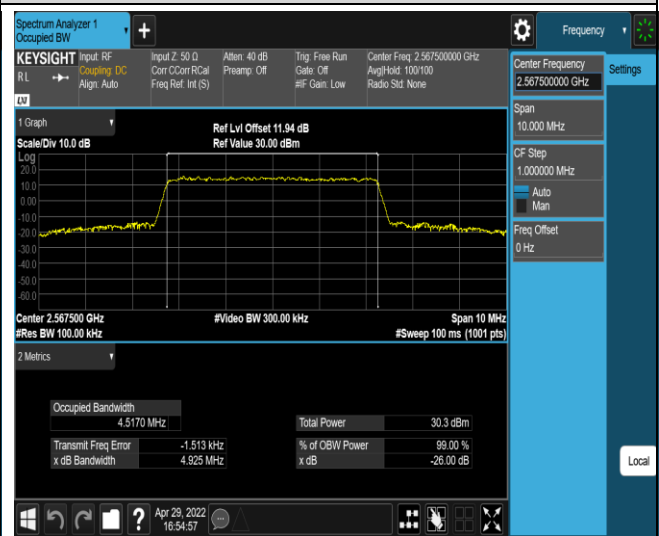 Spectrum Analyzer 1
Occupied BW
+
Frequency
KEYSIGHT
R L
LXI
Input: RF
Coupling: DC
Align: Auto
Input Z: 50 Ω
Corr CCorr RCal
Freq Ref: Int (S)
Atten: 40 dB
Preamp: Off
Trig: Free Run
Gate: Off
#IF Gain: Low
Center Freq: 2.567500000 GHz
Avg|Hold: 100/100
Radio Std: None
Center Frequency
2.567500000 GHz
Settings
Span
10.000 MHz
CF Step
1.000000 MHz
Auto
Man
Freq Offset
0 Hz
1 Graph
Scale/Div 10.0 dB
Ref Lvl Offset 11.94 dB
Ref Value 30.00 dBm
Log
20.0
10.0
0.00
-10.0
-20.0
-30.0
-40.0
-50.0
-60.0
Center 2.567500 GHz
#Video BW 300.00 kHz
Span 10 MHz
#Res BW 100.00 kHz
#Sweep 100 ms (1001 pts)
2 Metrics
Occupied Bandwidth
4.5170 MHz
Total Power 30.3 dBm
Transmit Freq Error -1.513 kHz
% of OBW Power 99.00 %
x dB Bandwidth 4.925 MHz
x dB -26.00 dB
Local
?
Apr 29, 2022
16:54:57